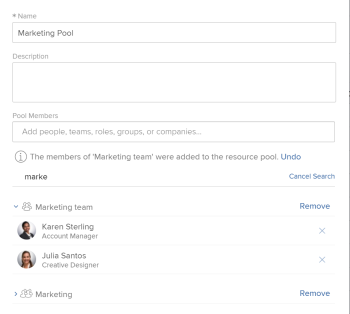 * Name
Marketing Pool
Description
Pool Members
Add people, teams, roles, groups, or companies...
The members of 'Marketing team' were added to the resource pool. Undo
marke Cancel Search
Marketing team Remove
Karen Sterling
Account Manager
Julia Santos
Creative Designer
Marketing Remove